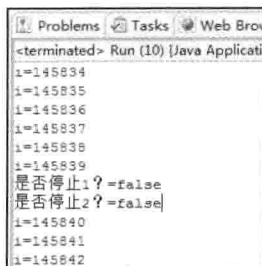 Problems Tasks Web Brow
<terminated> Run (10) [Java Applicati
i=145834
i=145835
i=145836
i=145837
i=145838
i=145839
是否停止1？=false
是否停止2？=false
i=145840
i=145841
i=145842